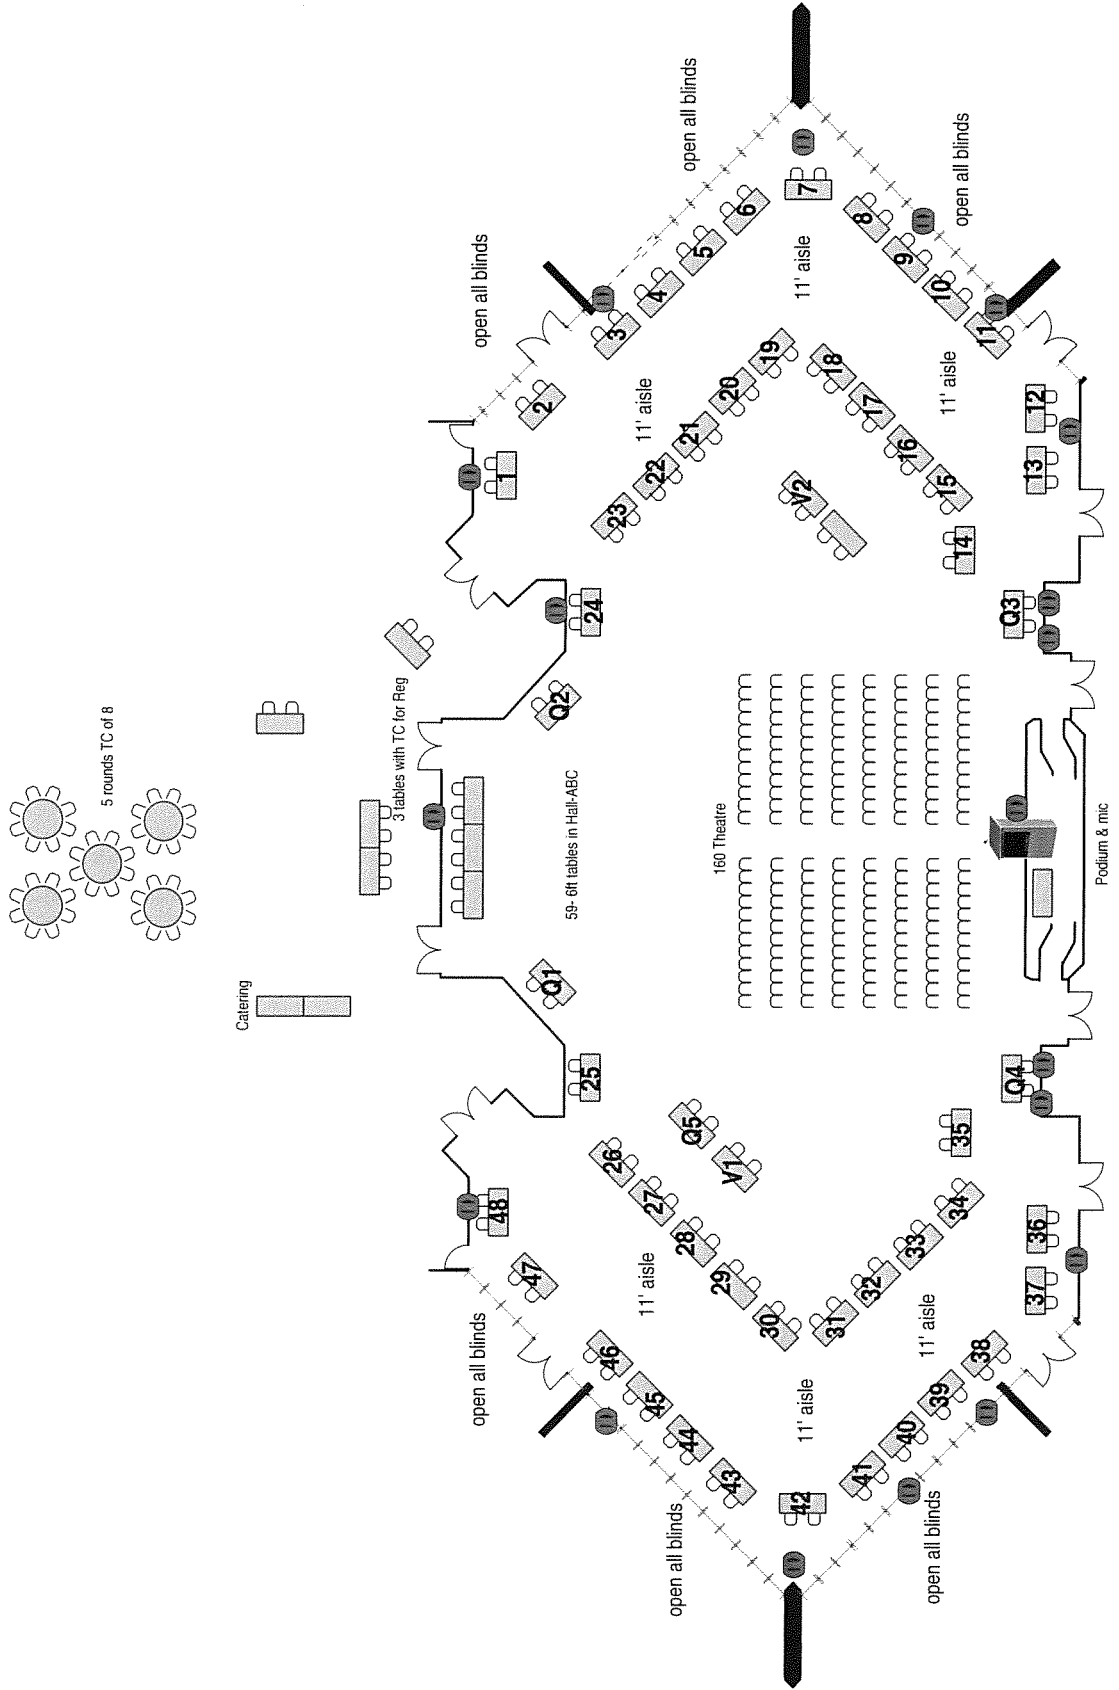 5 rounds TC of 8
Catering
3 tables with TC for Reg
59- 6ft tables in Hall-ABC
160 Theatre
Podium & mic
open all blinds
open all blinds
open all blinds
open all blinds
open all blinds
open all blinds
11' aisle
11' aisle
11' aisle
11' aisle
11' aisle
11' aisle
1
2
3
4
5
6
7
8
9
10
11
12
13
14
15
16
17
18
19
20
21
22
23
24
25
26
27
28
29
30
31
32
33
34
35
36
37
38
39
40
41
42
43
44
45
46
47
48
Q1
Q2
Q3
Q4
Q5
V1
V2